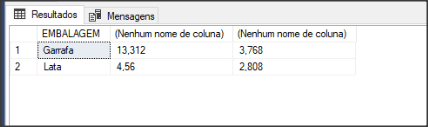 Resultados Mensagens
EMBALAGEM (Nenhum nome de coluna) (Nenhum nome de coluna)
1 Garrafa 13,312 3,768
2 Lata 4,56 2,808